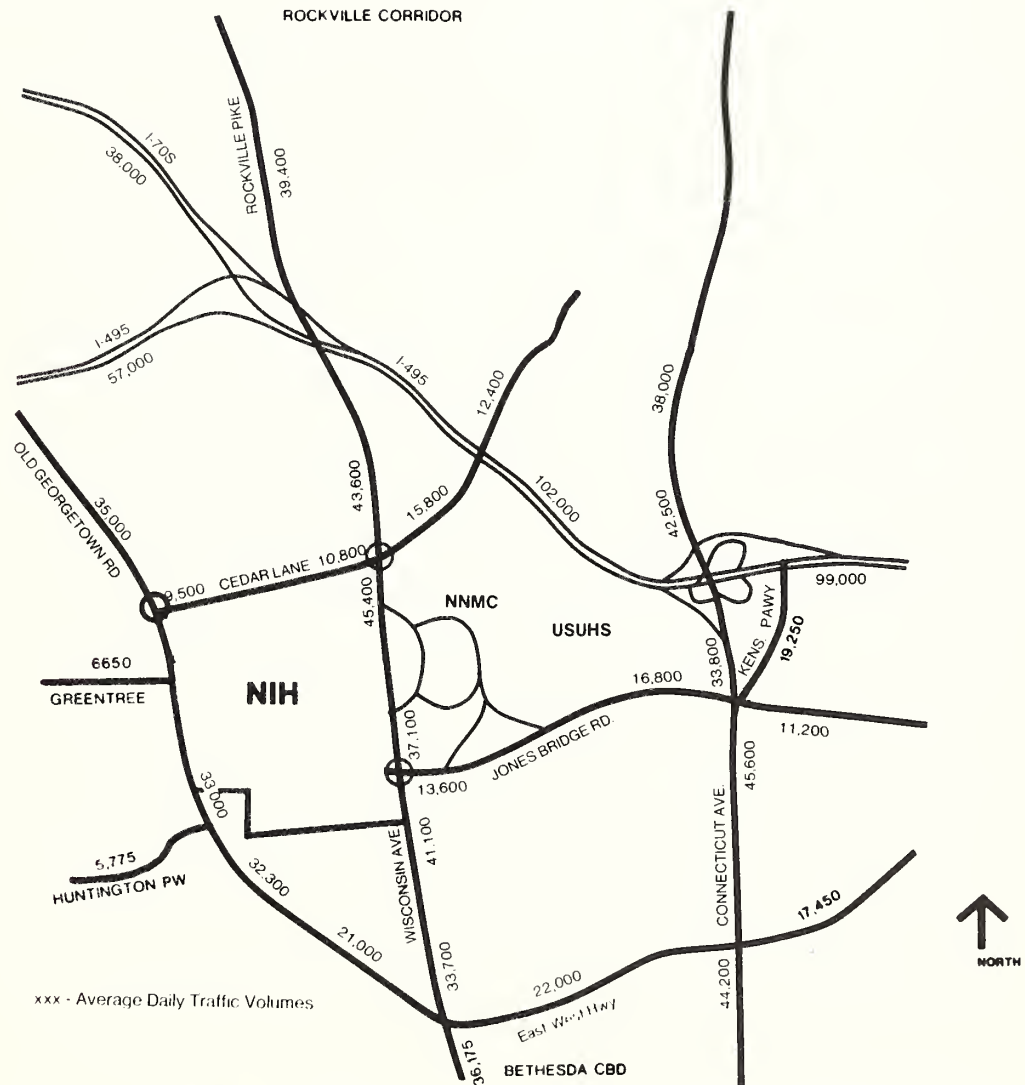 ROCKVILLE CORRIDOR
I-70S
38.000
ROCKVILLE PIKE
39.400
I-495
57,000
I-495
12,400
102,000
38,000
42,500
99,000
OLD GEORGETOWN RD
35,000
43,600
15.800
9,500
CEDAR LANE
10,800
45,400
NNMC
USUHS
KENS. PAWY
19,250
33,800
6650
GREENTREE
NIH
37,100
16,800
11,200
JONES BRIDGE RD.
13,600
45,600
33 000
41,100
5,775
HUNTINGTON PW
32.300
WISCONSIN AVE
CONNECTICUT AVE.
17,450
21,000
33.700
22,000
East West Hwy
44.200
NORTH
xxx - Average Daily Traffic Volumes
36,175
BETHESDA CBD